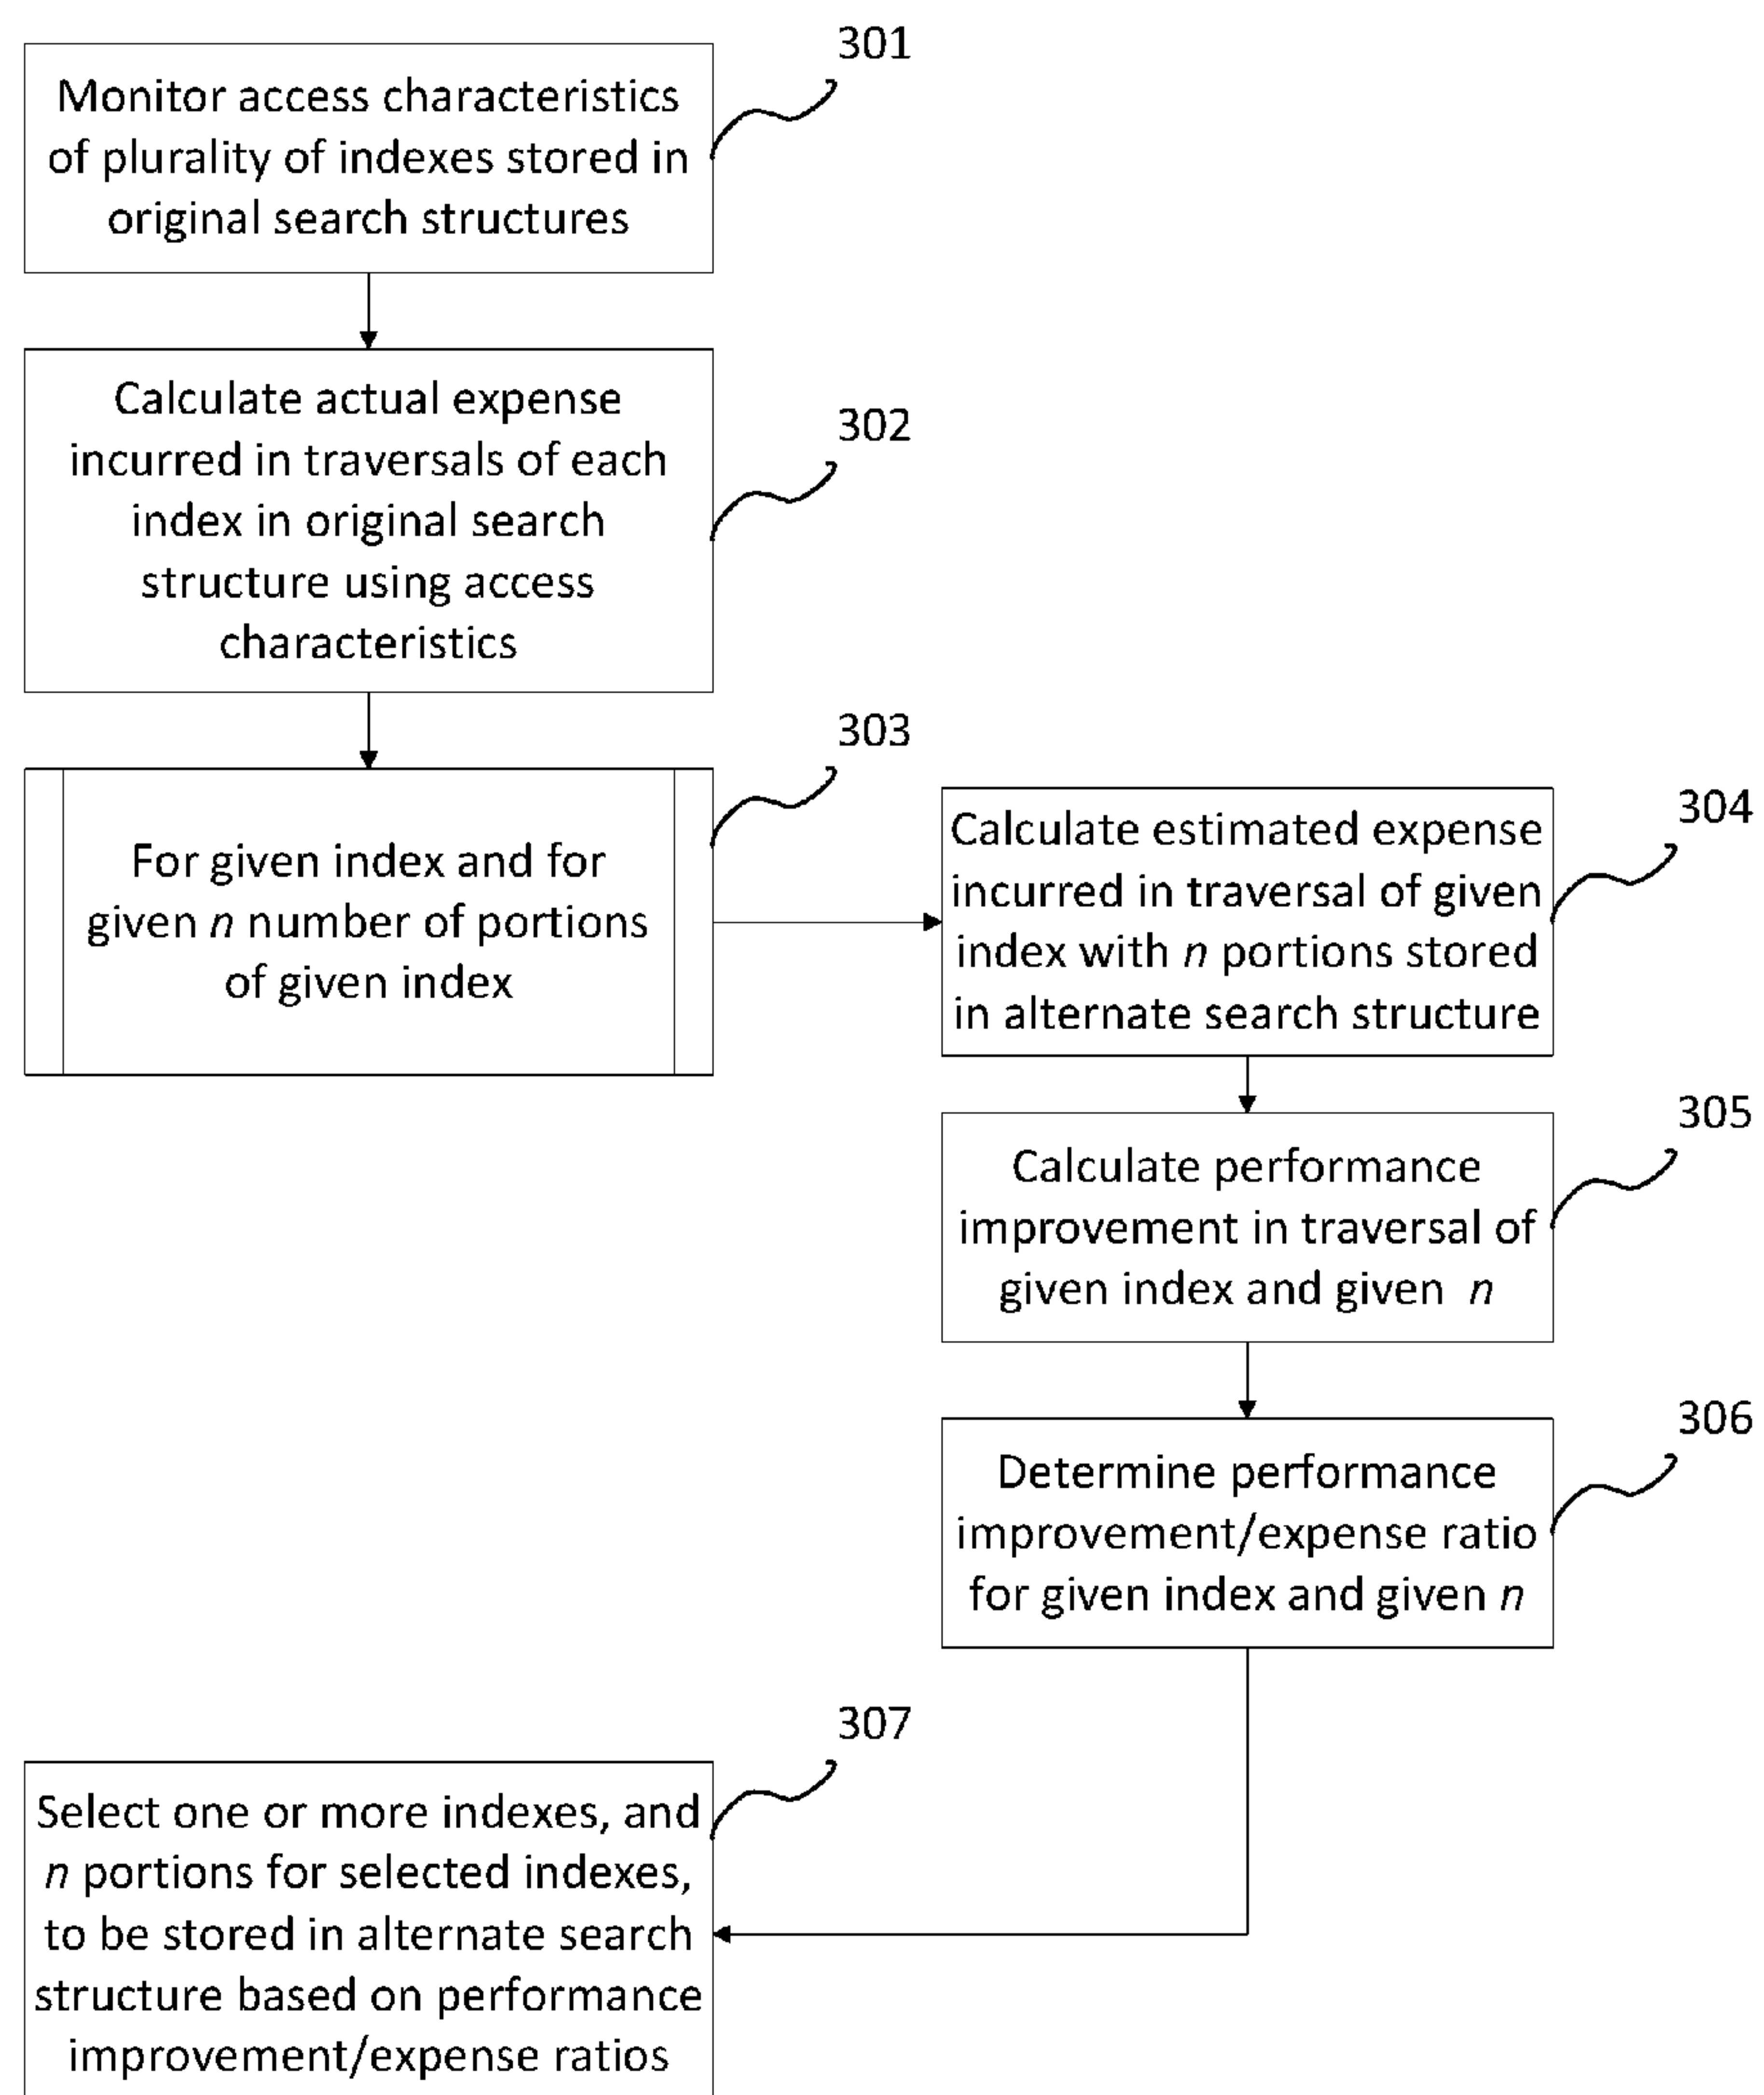 301
Monitor access characteristics
of plurality of indexes stored in
original search structures
302
Calculate actual expense
incurred in traversals of each
index in original search
structure using access
characteristics
303
For given index and for
given n number of portions
of given index
304
Calculate estimated expense
incurred in traversal of given
index with n portions stored
in alternate search structure
305
Calculate performance
improvement in traversal of
given index and given n
306
Determine performance
improvement/expense ratio
for given index and given n
307
Select one or more indexes, and
n portions for selected indexes,
to be stored in alternate search
structure based on performance
improvement/expense ratios